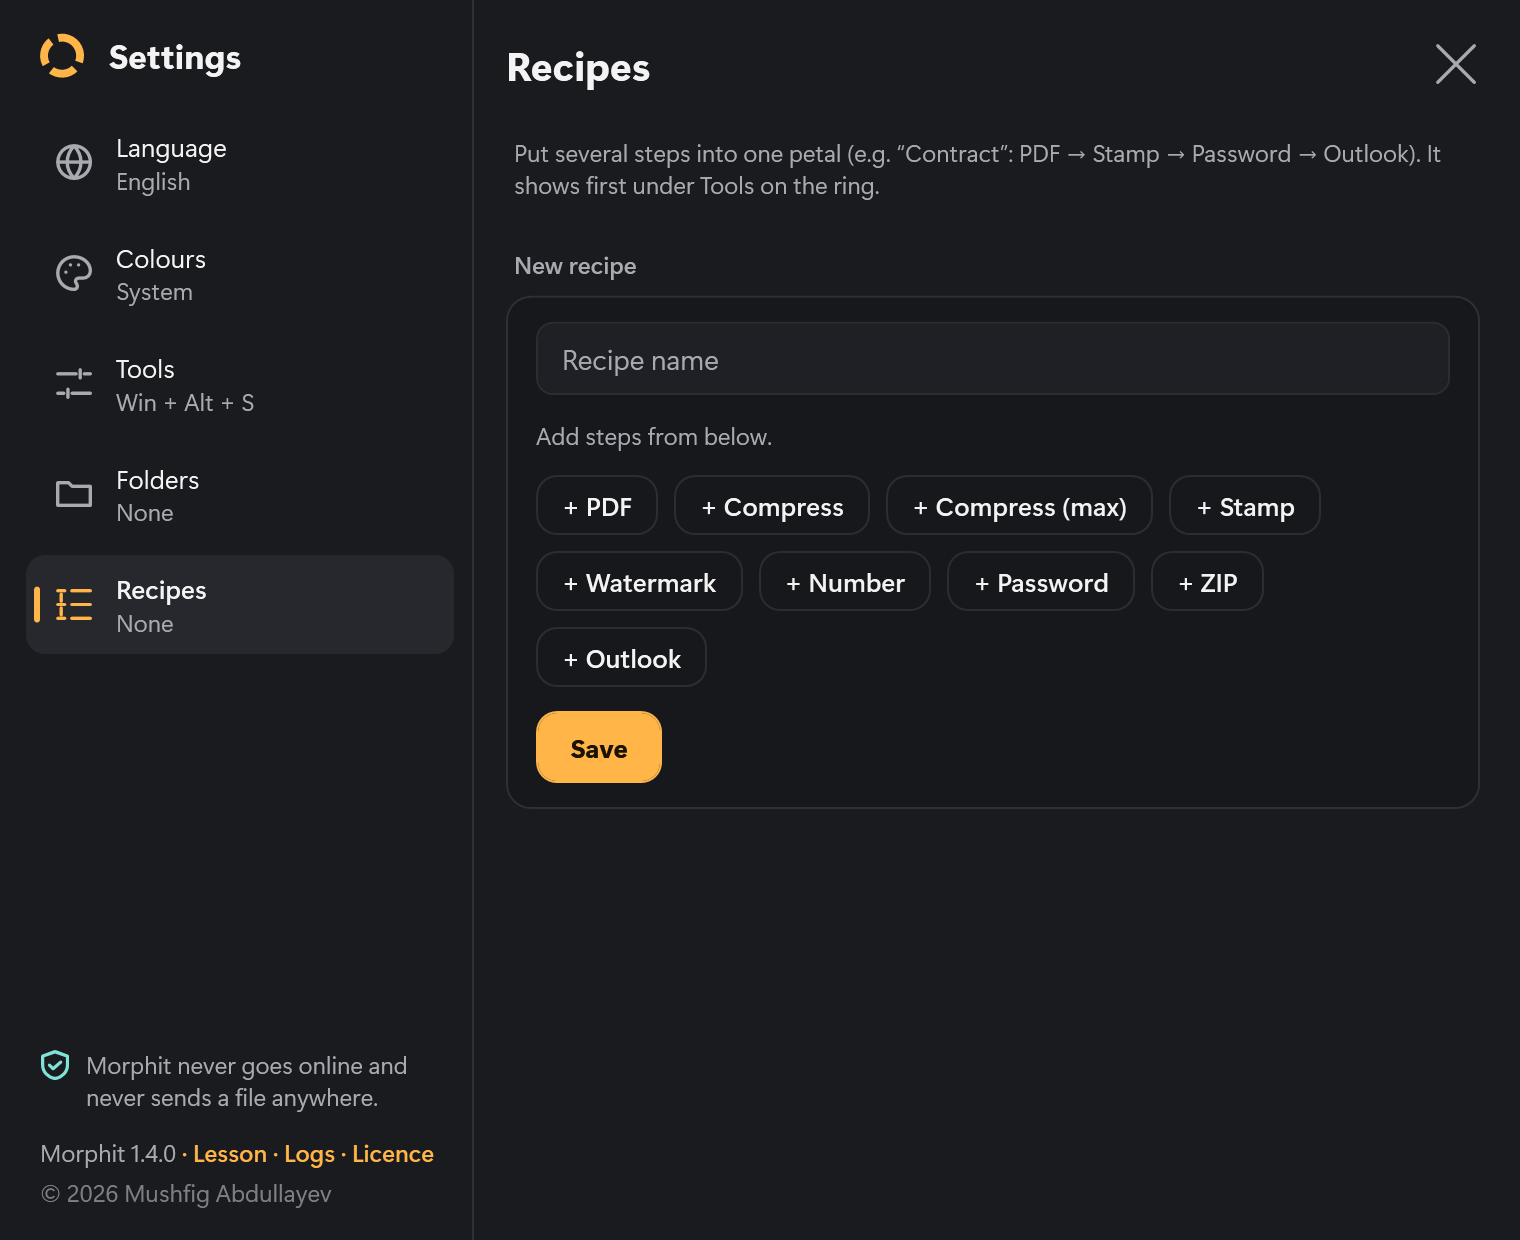 Settings
Language
English
Colours
System
Tools
Win + Alt + S
Folders
None
Recipes
None
Morphit never goes online and
never sends a file anywhere.
Morphit 1.4.0 · Lesson · Logs · Licence
© 2026 Mushfig Abdullayev
Recipes
Put several steps into one petal (e.g. “Contract”: PDF → Stamp → Password → Outlook). It
shows first under Tools on the ring.
New recipe
Recipe name
Add steps from below.
+ PDF + Compress + Compress (max) + Stamp
+ Watermark + Number + Password + ZIP
+ Outlook
Save